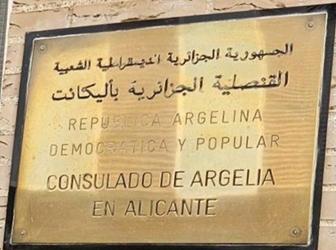 الجمهورية الجزائرية الديمقراطية الشعبية
القنصلية الجزائرية بأليكانت
REPUBLICA ARGELINA
DEMOCRATICA Y POPULAR
CONSULADO DE ARGELIA
EN ALICANTE